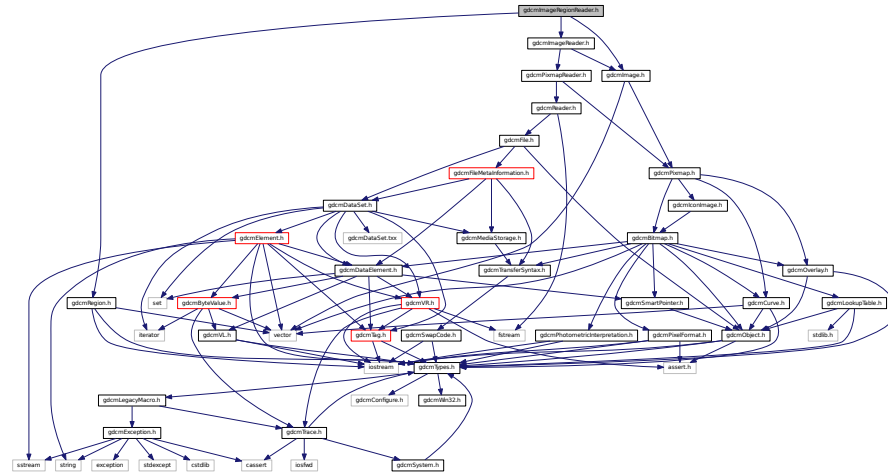 gdcmImageRegionReader.h
gdcmImageReader.h
gdcmPixmapReader.h
gdcmImage.h
gdcmReader.h
gdcmFile.h
gdcmFileMetaInformation.h
gdcmPixmap.h
gdcmDataSet.h
gdcmIconImage.h
gdcmElement.h
gdcmDataSet.txx
gdcmMediaStorage.h
gdcmBitmap.h
gdcmDataElement.h
gdcmTransferSyntax.h
gdcmOverlay.h
gdcmRegion.h
set
gdcmByteValue.h
gdcmVR.h
gdcmSmartPointer.h
gdcmCurve.h
gdcmLookupTable.h
iterator
gdcmVL.h
vector
gdcmTag.h
gdcmSwapCode.h
fstream
gdcmPhotometricInterpretation.h
gdcmPixelFormat.h
gdcmObject.h
stdlib.h
iostream
gdcmTypes.h
assert.h
gdcmLegacyMacro.h
gdcmConfigure.h
gdcmWin32.h
gdcmException.h
gdcmTrace.h
sstream
string
exception
stdexcept
cstdlib
cassert
iosfwd
gdcmSystem.h